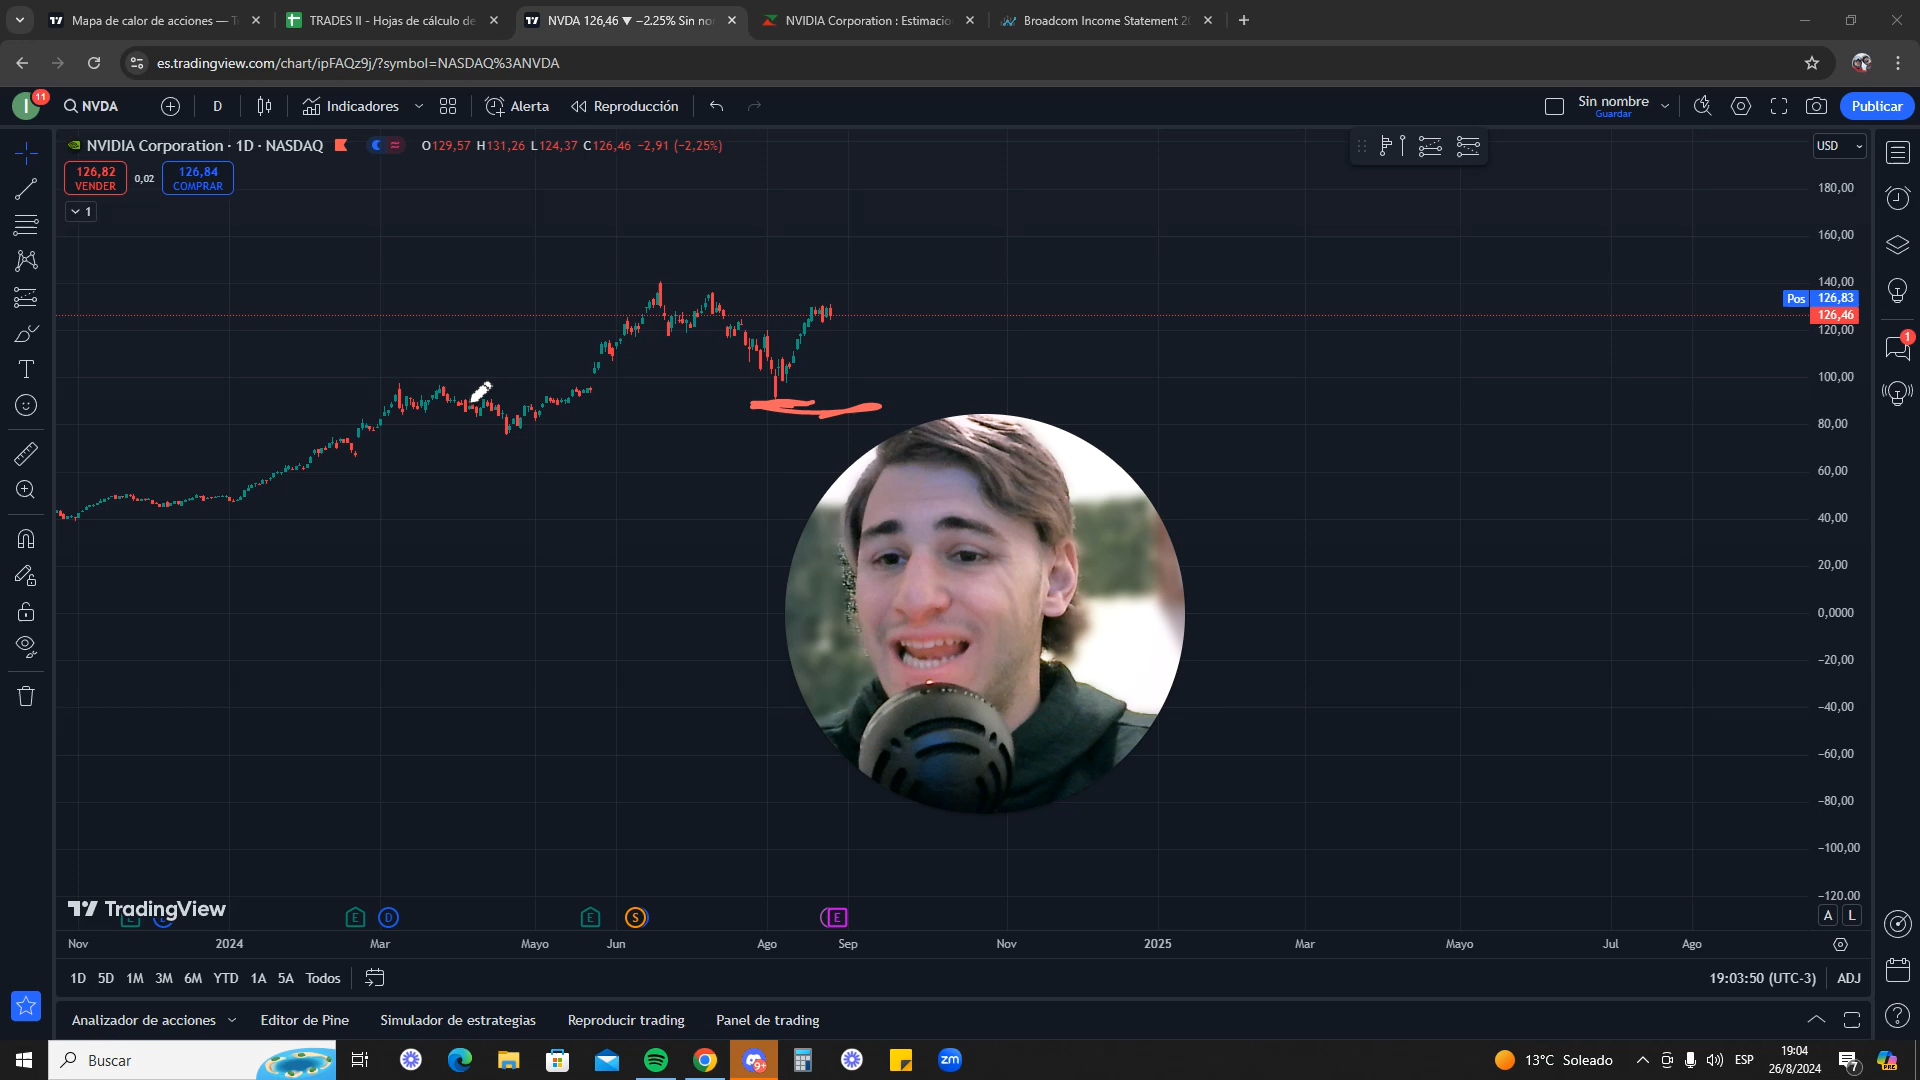 Mapa de calor de acciones — T
TRADES II - Hojas de cálculo de
NVDA 126,46 ▼ −2.25% Sin no
NVIDIA Corporation : Estimacio
Broadcom Income Statement 2
es.tradingview.com/chart/ipFAQz9j/?symbol=NASDAQ%3ANVDA
I
11
NVDA
D
Indicadores
Alerta
Reproducción
Sin nombre
Guardar
Publicar
NVIDIA Corporation · 1D · NASDAQ
O129,57 H131,26 L124,37 C126,46 −2,91 (−2,25%)
USD
126,82
VENDER
0,02
126,84
COMPRAR
1
180,00
160,00
140,00
Pos 126,83
126,46
120,00
100,00
80,00
60,00
40,00
20,00
0,0000
−20,00
−40,00
−60,00
−80,00
−100,00
−120,00
1
TradingView
E
D
E
S
E
A
L
Nov
2024
Mar
Mayo
Jun
Ago
Sep
Nov
2025
Mar
Mayo
Jul
Ago
1D 5D 1M 3M 6M YTD 1A 5A Todos
19:03:50 (UTC-3)
ADJ
Analizador de acciones
Editor de Pine
Simulador de estrategias
Reproducir trading
Panel de trading
Buscar
9+
zm
13°C Soleado
ESP
19:04
26/8/2024
7